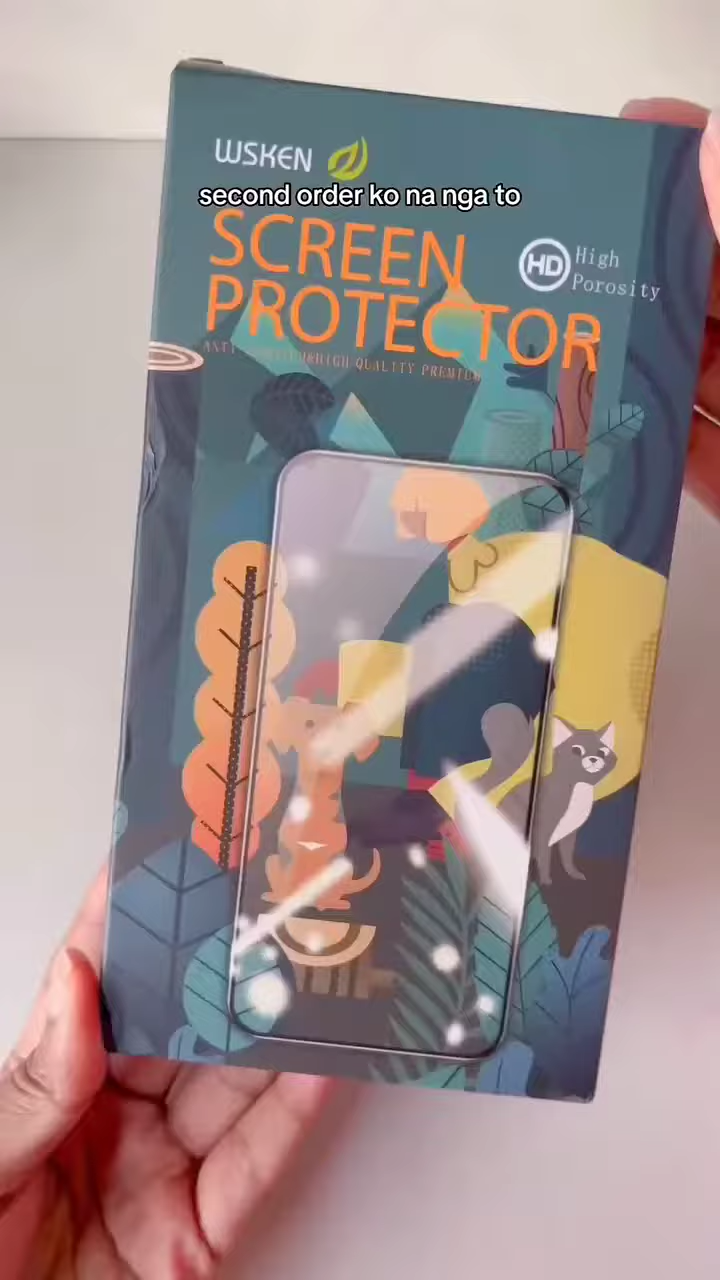 WSKEN
second order ko na nga to
SCREEN
PROTECTOR
HD High
Porosity
HIGH QUALITY PREMIUM